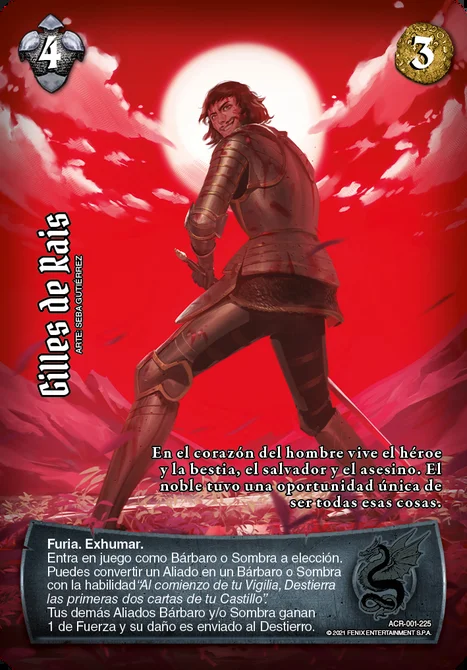 4
3
Gilles de Rais
ARTE: SEBA GUTIÉRREZ
En el corazón del hombre vive el héroe
y la bestia, el salvador y el asesino. El
noble tuvo una oportunidad única de
ser todas esas cosas.
Furia. Exhumar.
Entra en juego como Bárbaro o Sombra a elección.
Puedes convertir un Aliado en un Bárbaro o Sombra
con la habilidad "Al comienzo de tu Vigilia, Destierra
las primeras dos cartas de tu Castillo".
Tus demás Aliados Bárbaro y/o Sombra ganan
1 de Fuerza y su daño es enviado al Destierro.
ACR-001-225
© 2021 FENIX ENTERTAINMENT S.P.A.